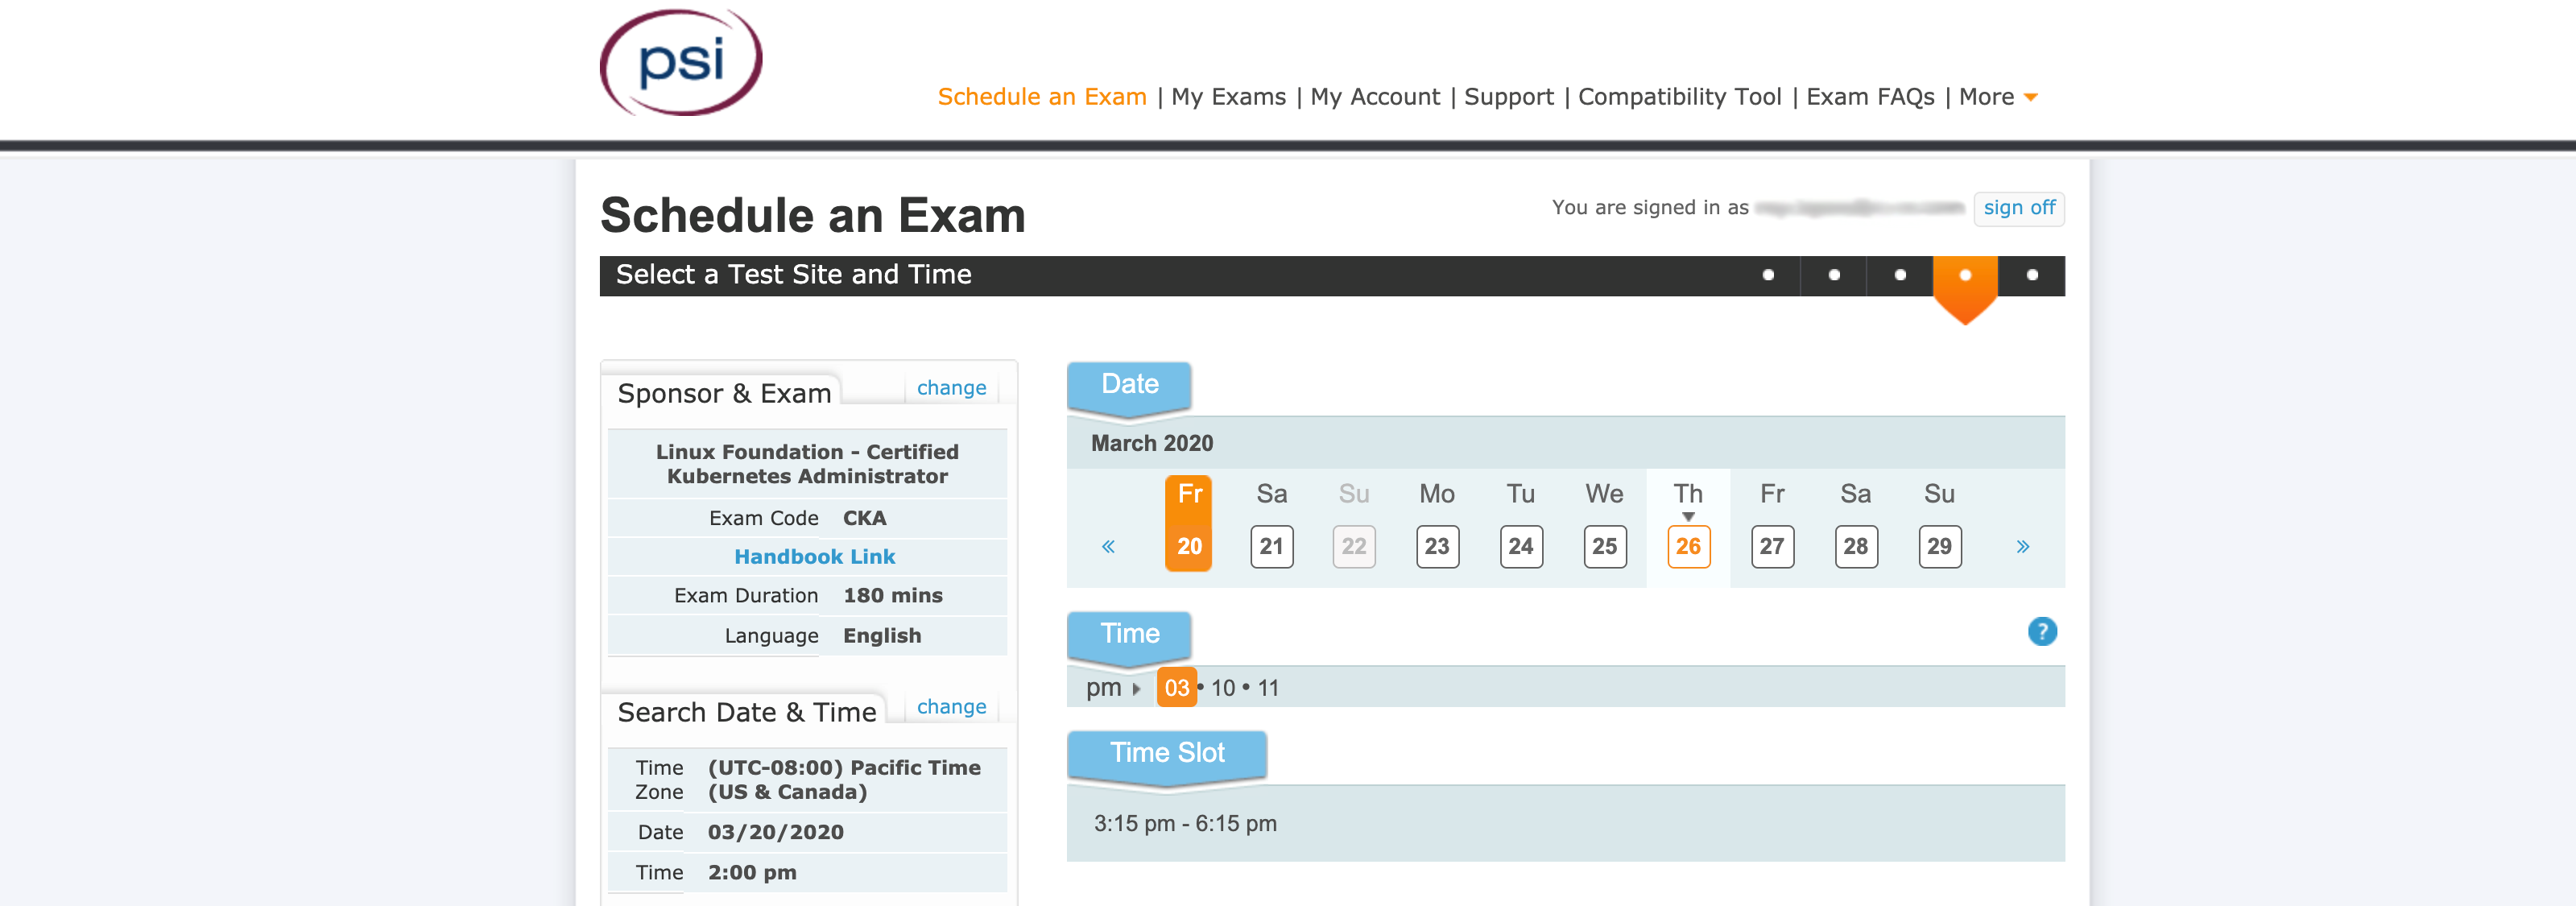 psi
Schedule an Exam | My Exams | My Account | Support | Compatibility Tool | Exam FAQs | More
Schedule an Exam
You are signed in as
sign off
Select a Test Site and Time
Sponsor & Exam
change
Linux Foundation - Certified
Kubernetes Administrator
Exam Code CKA
Handbook Link
Exam Duration 180 mins
Language English
Search Date & Time
change
Time Zone (UTC-08:00) Pacific Time
(US & Canada)
Date 03/20/2020
Time 2:00 pm
Date
March 2020
Fr Sa Su Mo Tu We Th Fr Sa Su
« 20 21 22 23 24 25 26 27 28 29 »
Time
?
pm 03 • 10 • 11
Time Slot
3:15 pm - 6:15 pm